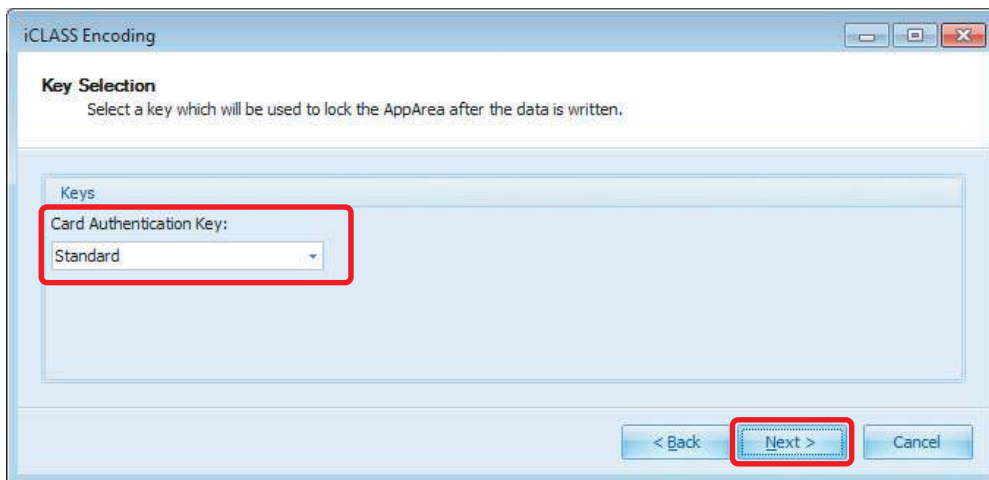 iCLASS Encoding
Key Selection
Select a key which will be used to lock the AppArea after the data is written.
Keys
Card Authentication Key:
Standard
< Back Next > Cancel